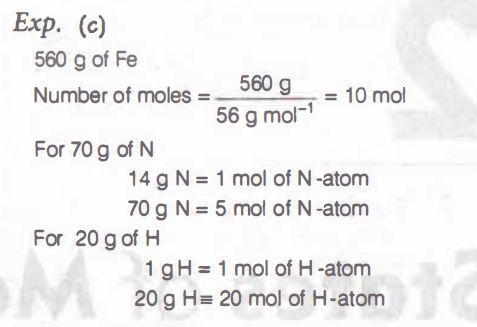 Exp. (c)
560 g of Fe
Number of moles = 560 g / 56 g mol⁻¹ = 10 mol
For 70 g of N
14 g N = 1 mol of N-atom
70 g N = 5 mol of N-atom
For 20 g of H
1 g H = 1 mol of H-atom
20 g H ≡ 20 mol of H-atom